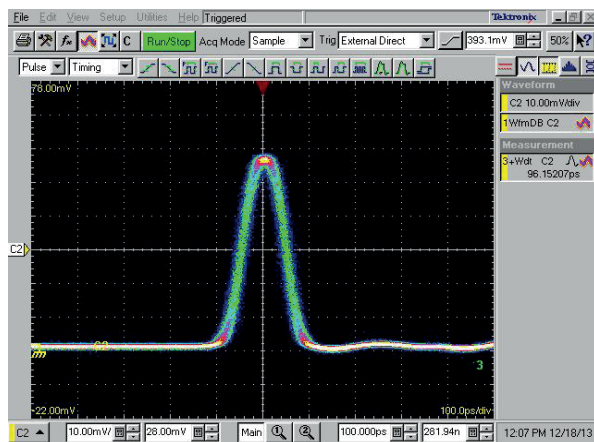 File Edit View Setup Utilities Help Triggered Tektronix
C Run/Stop Acq Mode Sample Trig External Direct 393.1mV 50%
Pulse Timing
78.00mV
Waveform
C2 10.00mV/div
1WfmDB C2
Measurement
3+Wdt C2
96.15207ps
C2
C2
3
-22.00mV 100.0ps/div
C2 10.00mV/ 28.00mV Main 1 2 100.000ps 281.94n 12:07 PM 12/18/13